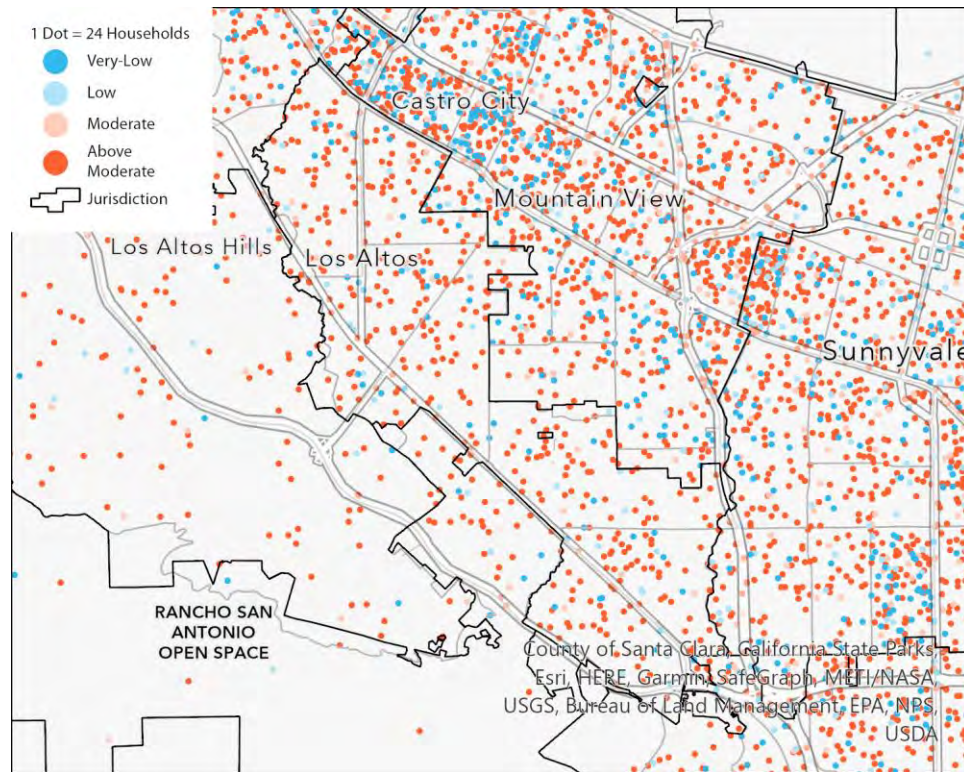 1 Dot = 24 Households
Very-Low
Low
Moderate
Above
Moderate
Jurisdiction
Castro City
Mountain View
Los Altos Hills
Los Altos
Sunnyvale
RANCHO SAN
ANTONIO
OPEN SPACE
County of Santa Clara, California State Parks
Esri, HERE, Garmin, SafeGraph, METI/NASA,
USGS, Bureau of Land Management, EPA, NPS,
USDA